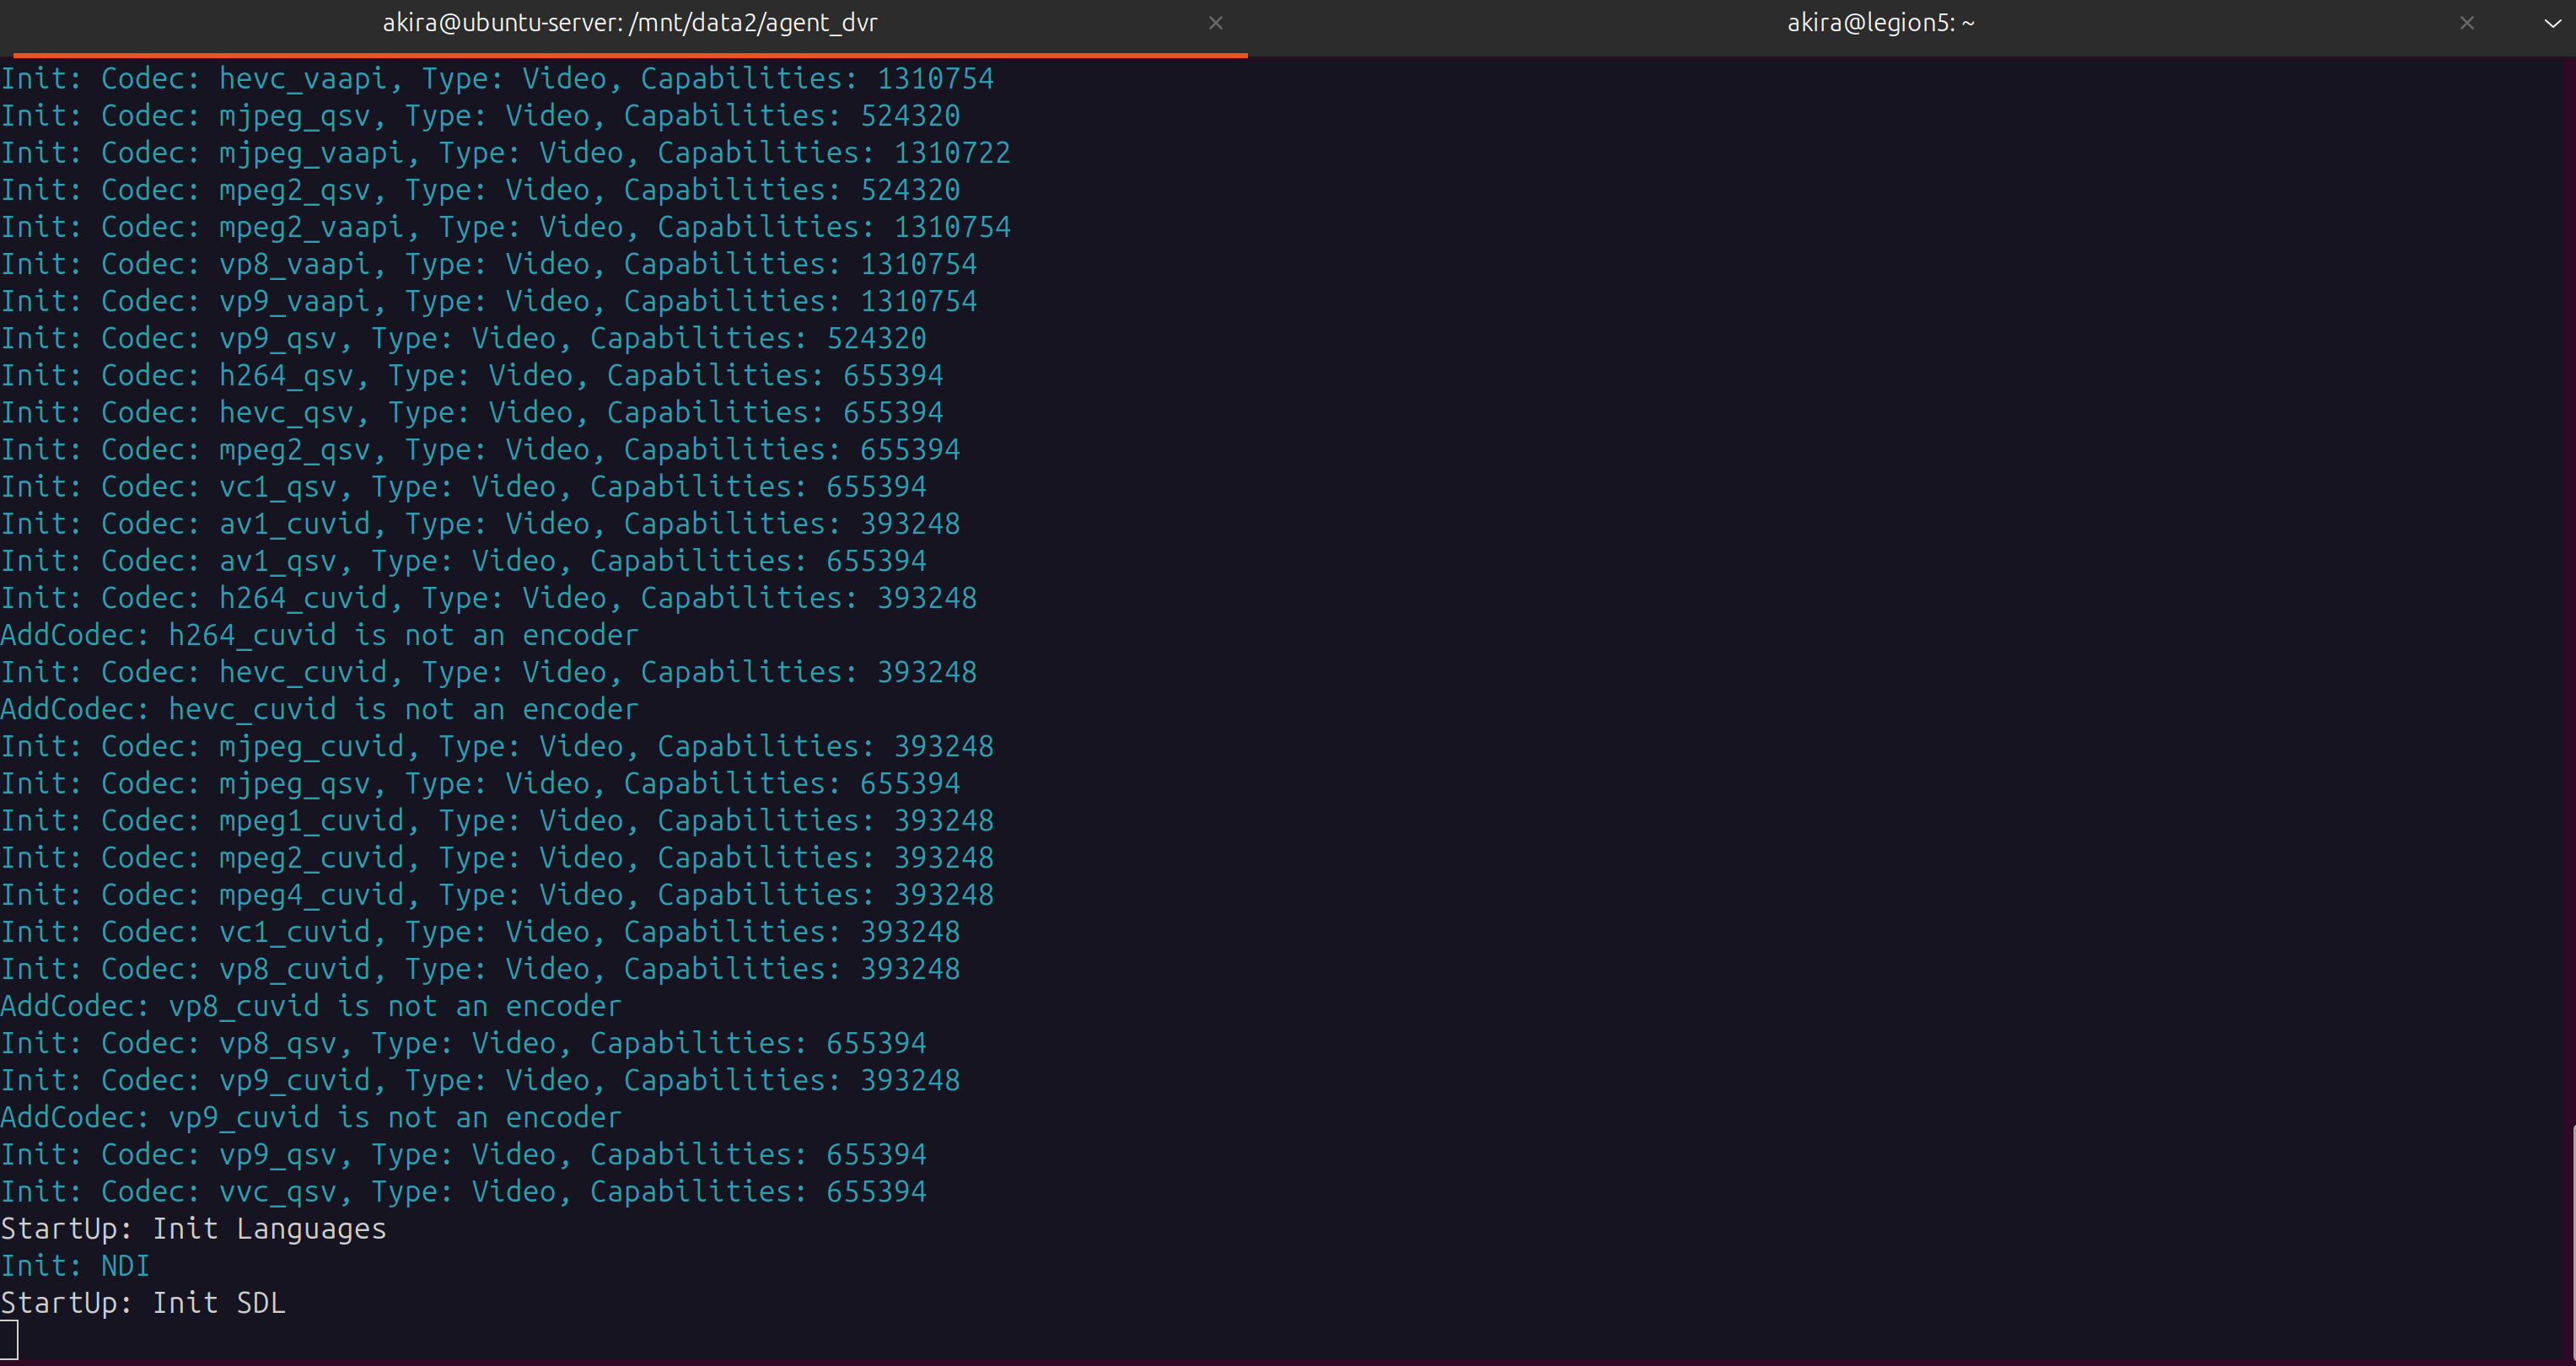 akira@ubuntu-server: /mnt/data2/agent_dvr
akira@legion5: ~
Init: Codec: hevc_vaapi, Type: Video, Capabilities: 1310754
Init: Codec: mjpeg_qsv, Type: Video, Capabilities: 524320
Init: Codec: mjpeg_vaapi, Type: Video, Capabilities: 1310722
Init: Codec: mpeg2_qsv, Type: Video, Capabilities: 524320
Init: Codec: mpeg2_vaapi, Type: Video, Capabilities: 1310754
Init: Codec: vp8_vaapi, Type: Video, Capabilities: 1310754
Init: Codec: vp9_vaapi, Type: Video, Capabilities: 1310754
Init: Codec: vp9_qsv, Type: Video, Capabilities: 524320
Init: Codec: h264_qsv, Type: Video, Capabilities: 655394
Init: Codec: hevc_qsv, Type: Video, Capabilities: 655394
Init: Codec: mpeg2_qsv, Type: Video, Capabilities: 655394
Init: Codec: vc1_qsv, Type: Video, Capabilities: 655394
Init: Codec: av1_cuvid, Type: Video, Capabilities: 393248
Init: Codec: av1_qsv, Type: Video, Capabilities: 655394
Init: Codec: h264_cuvid, Type: Video, Capabilities: 393248
AddCodec: h264_cuvid is not an encoder
Init: Codec: hevc_cuvid, Type: Video, Capabilities: 393248
AddCodec: hevc_cuvid is not an encoder
Init: Codec: mjpeg_cuvid, Type: Video, Capabilities: 393248
Init: Codec: mjpeg_qsv, Type: Video, Capabilities: 655394
Init: Codec: mpeg1_cuvid, Type: Video, Capabilities: 393248
Init: Codec: mpeg2_cuvid, Type: Video, Capabilities: 393248
Init: Codec: mpeg4_cuvid, Type: Video, Capabilities: 393248
Init: Codec: vc1_cuvid, Type: Video, Capabilities: 393248
Init: Codec: vp8_cuvid, Type: Video, Capabilities: 393248
AddCodec: vp8_cuvid is not an encoder
Init: Codec: vp8_qsv, Type: Video, Capabilities: 655394
Init: Codec: vp9_cuvid, Type: Video, Capabilities: 393248
AddCodec: vp9_cuvid is not an encoder
Init: Codec: vp9_qsv, Type: Video, Capabilities: 655394
Init: Codec: vvc_qsv, Type: Video, Capabilities: 655394
StartUp: Init Languages
Init: NDI
StartUp: Init SDL